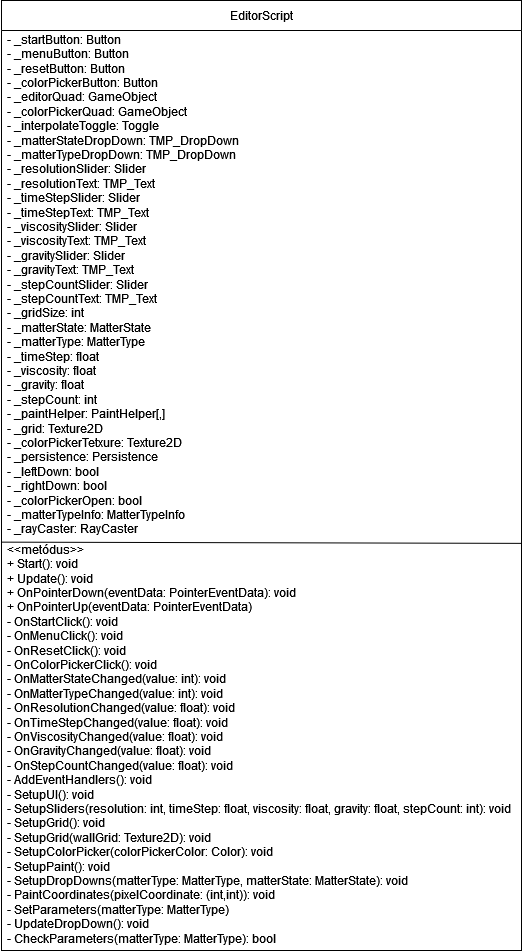 EditorScript
- _startButton: Button
- _menuButton: Button
- _resetButton: Button
- _colorPickerButton: Button
- _editorQuad: GameObject
- _colorPickerQuad: GameObject
- _interpolateToggle: Toggle
- _matterStateDropDown: TMP_DropDown
- _matterTypeDropDown: TMP_DropDown
- _resolutionSlider: Slider
- _resolutionText: TMP_Text
- _timeStepSlider: Slider
- _timeStepText: TMP_Text
- _viscositySlider: Slider
- _viscosityText: TMP_Text
- _gravitySlider: Slider
- _gravityText: TMP_Text
- _stepCountSlider: Slider
- _stepCountText: TMP_Text
- _gridSize: int
- _matterState: MatterState
- _matterType: MatterType
- _timeStep: float
- _viscosity: float
- _gravity: float
- _stepCount: int
- _paintHelper: PaintHelper[,]
- _grid: Texture2D
- _colorPickerTetxure: Texture2D
- _persistence: Persistence
- _leftDown: bool
- _rightDown: bool
- _colorPickerOpen: bool
- _matterTypeInfo: MatterTypeInfo
- _rayCaster: RayCaster
<<metódus>>
+ Start(): void
+ Update(): void
+ OnPointerDown(eventData: PointerEventData): void
+ OnPointerUp(eventData: PointerEventData)
- OnStartClick(): void
- OnMenuClick(): void
- OnResetClick(): void
- OnColorPickerClick(): void
- OnMatterStateChanged(value: int): void
- OnMatterTypeChanged(value: int): void
- OnResolutionChanged(value: float): void
- OnTimeStepChanged(value: float): void
- OnViscosityChanged(value: float): void
- OnGravityChanged(value: float): void
- OnStepCountChanged(value: float): void
- AddEventHandlers(): void
- SetupUI(): void
- SetupSliders(resolution: int, timeStep: float, viscosity: float, gravity: float, stepCount: int): void
- SetupGrid(): void
- SetupGrid(wallGrid: Texture2D): void
- SetupColorPicker(colorPickerColor: Color): void
- SetupPaint(): void
- SetupDropDowns(matterType: MatterType, matterState: MatterState): void
- PaintCoordinates(pixelCoordinate: (int,int)): void
- SetParameters(matterType: MatterType)
- UpdateDropDown(): void
- CheckParameters(matterType: MatterType): bool